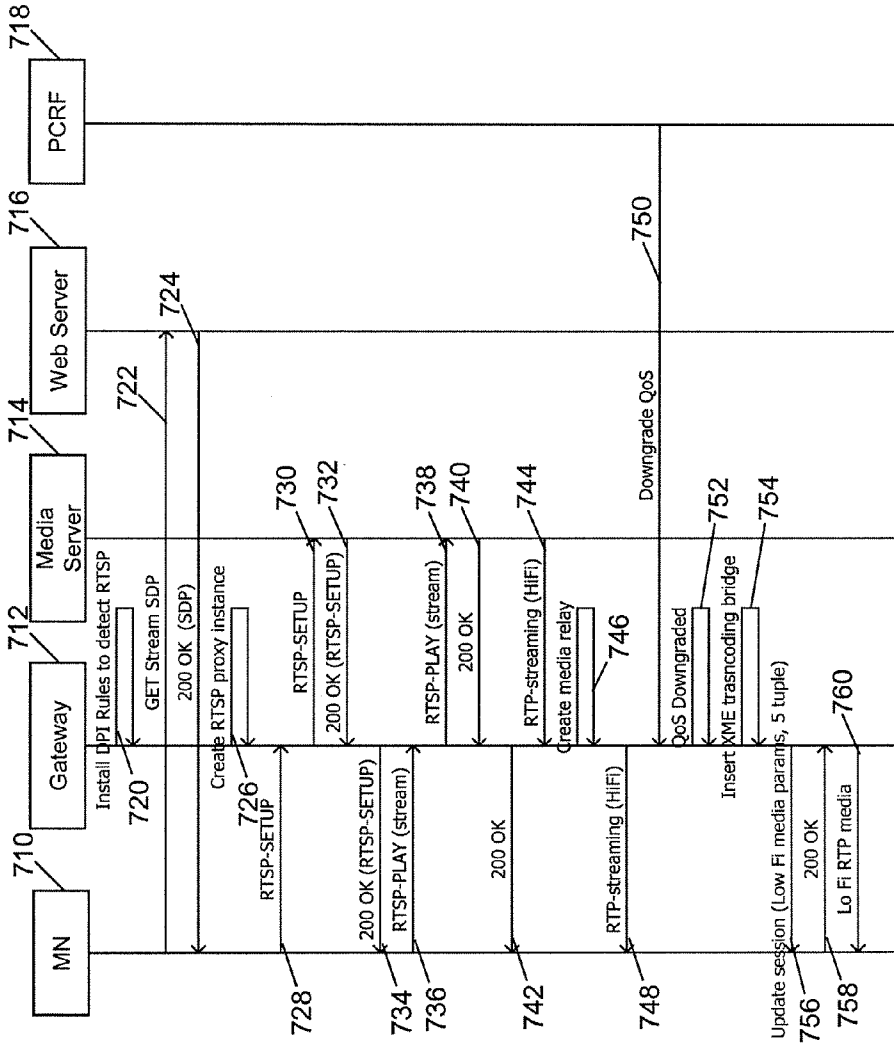 710
MN
712
Gateway
714
Media
Server
716
Web Server
718
PCRF
Install DPI Rules to detect RTSP
720
GET Stream SDP
722
200 OK (SDP)
724
Create RTSP proxy instance
726
RTSP-SETUP
728
RTSP-SETUP
730
200 OK (RTSP-SETUP)
732
200 OK (RTSP-SETUP)
734
RTSP-PLAY (stream)
736
RTSP-PLAY (stream)
738
200 OK
740
200 OK
742
RTP-streaming (HiFi)
744
Create media relay
746
RTP-streaming (HiFi)
748
Downgrade QoS
750
QoS Downgraded
752
Insert XME trasncoding bridge
754
Update session (Low Fi media params, 5 tuple)
756
200 OK
758
Lo Fi RTP media
760